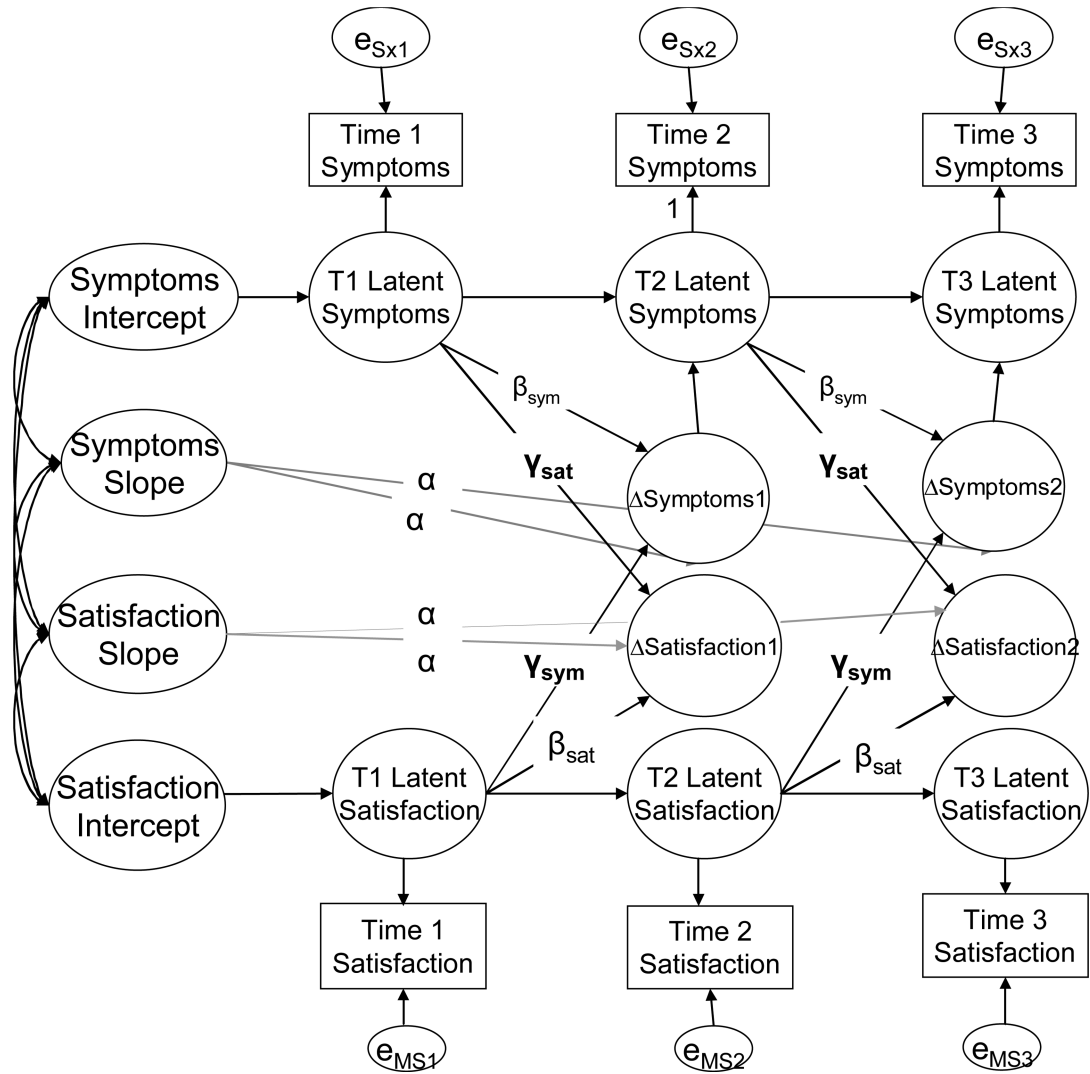 eSx1
eSx2
eSx3
Time 1
Symptoms
Time 2
Symptoms
Time 3
Symptoms
1
Symptoms
Intercept
T1 Latent
Symptoms
T2 Latent
Symptoms
T3 Latent
Symptoms
βsym
βsym
γsat
γsat
Symptoms
Slope
α
α
ΔSymptoms1
ΔSymptoms2
Satisfaction
Slope
α
α
ΔSatisfaction1
ΔSatisfaction2
γsym
γsym
βsat
βsat
Satisfaction
Intercept
T1 Latent
Satisfaction
T2 Latent
Satisfaction
T3 Latent
Satisfaction
Time 1
Satisfaction
Time 2
Satisfaction
Time 3
Satisfaction
eMS1
eMS2
eMS3